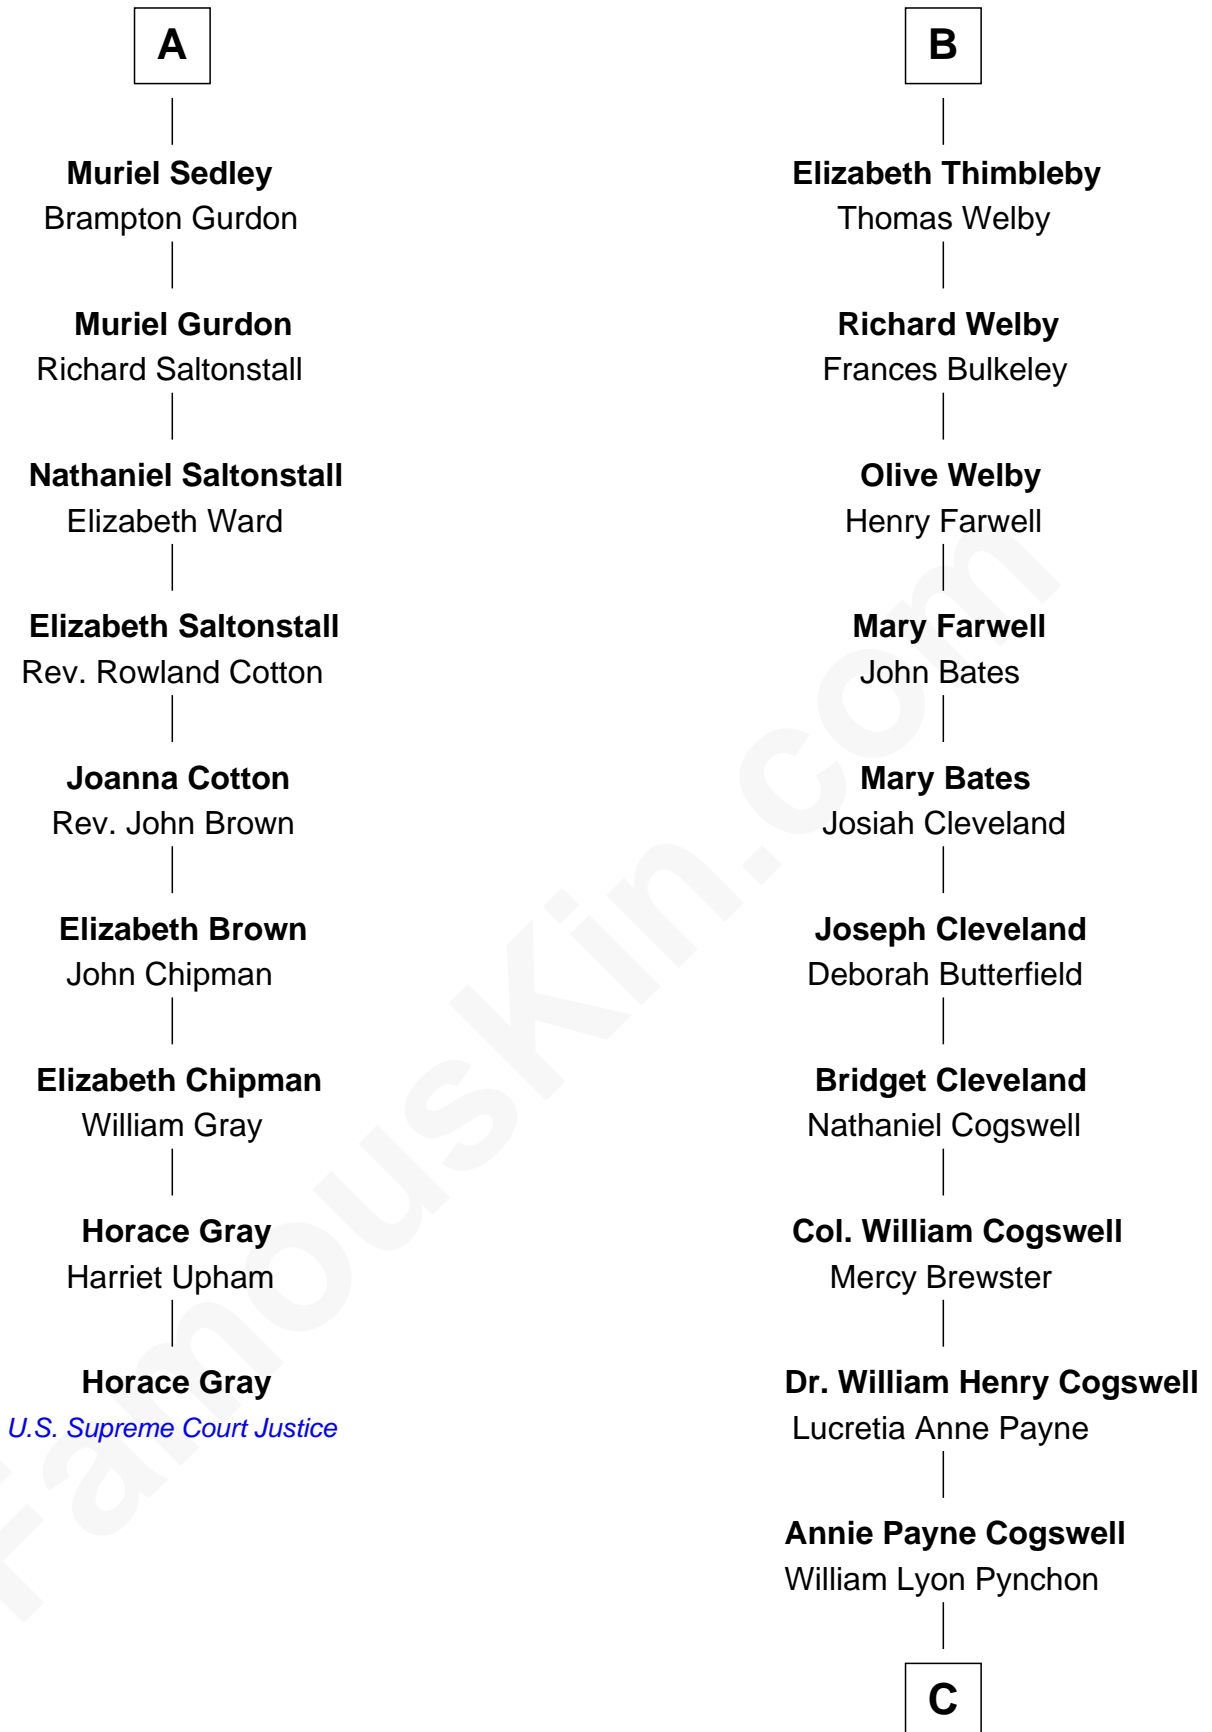 A
Muriel Sedley
Brampton Gurdon
Muriel Gurdon
Richard Saltonstall
Nathaniel Saltonstall
Elizabeth Ward
Elizabeth Saltonstall
Rev. Rowland Cotton
Joanna Cotton
Rev. John Brown
Elizabeth Brown
John Chipman
Elizabeth Chipman
William Gray
Horace Gray
Harriet Upham
Horace Gray
U.S. Supreme Court Justice
B
Elizabeth Thimbleby
Thomas Welby
Richard Welby
Frances Bulkeley
Olive Welby
Henry Farwell
Mary Farwell
John Bates
Mary Bates
Josiah Cleveland
Joseph Cleveland
Deborah Butterfield
Bridget Cleveland
Nathaniel Cogswell
Col. William Cogswell
Mercy Brewster
Dr. William Henry Cogswell
Lucretia Anne Payne
Annie Payne Cogswell
William Lyon Pynchon
C
FamousKin.com